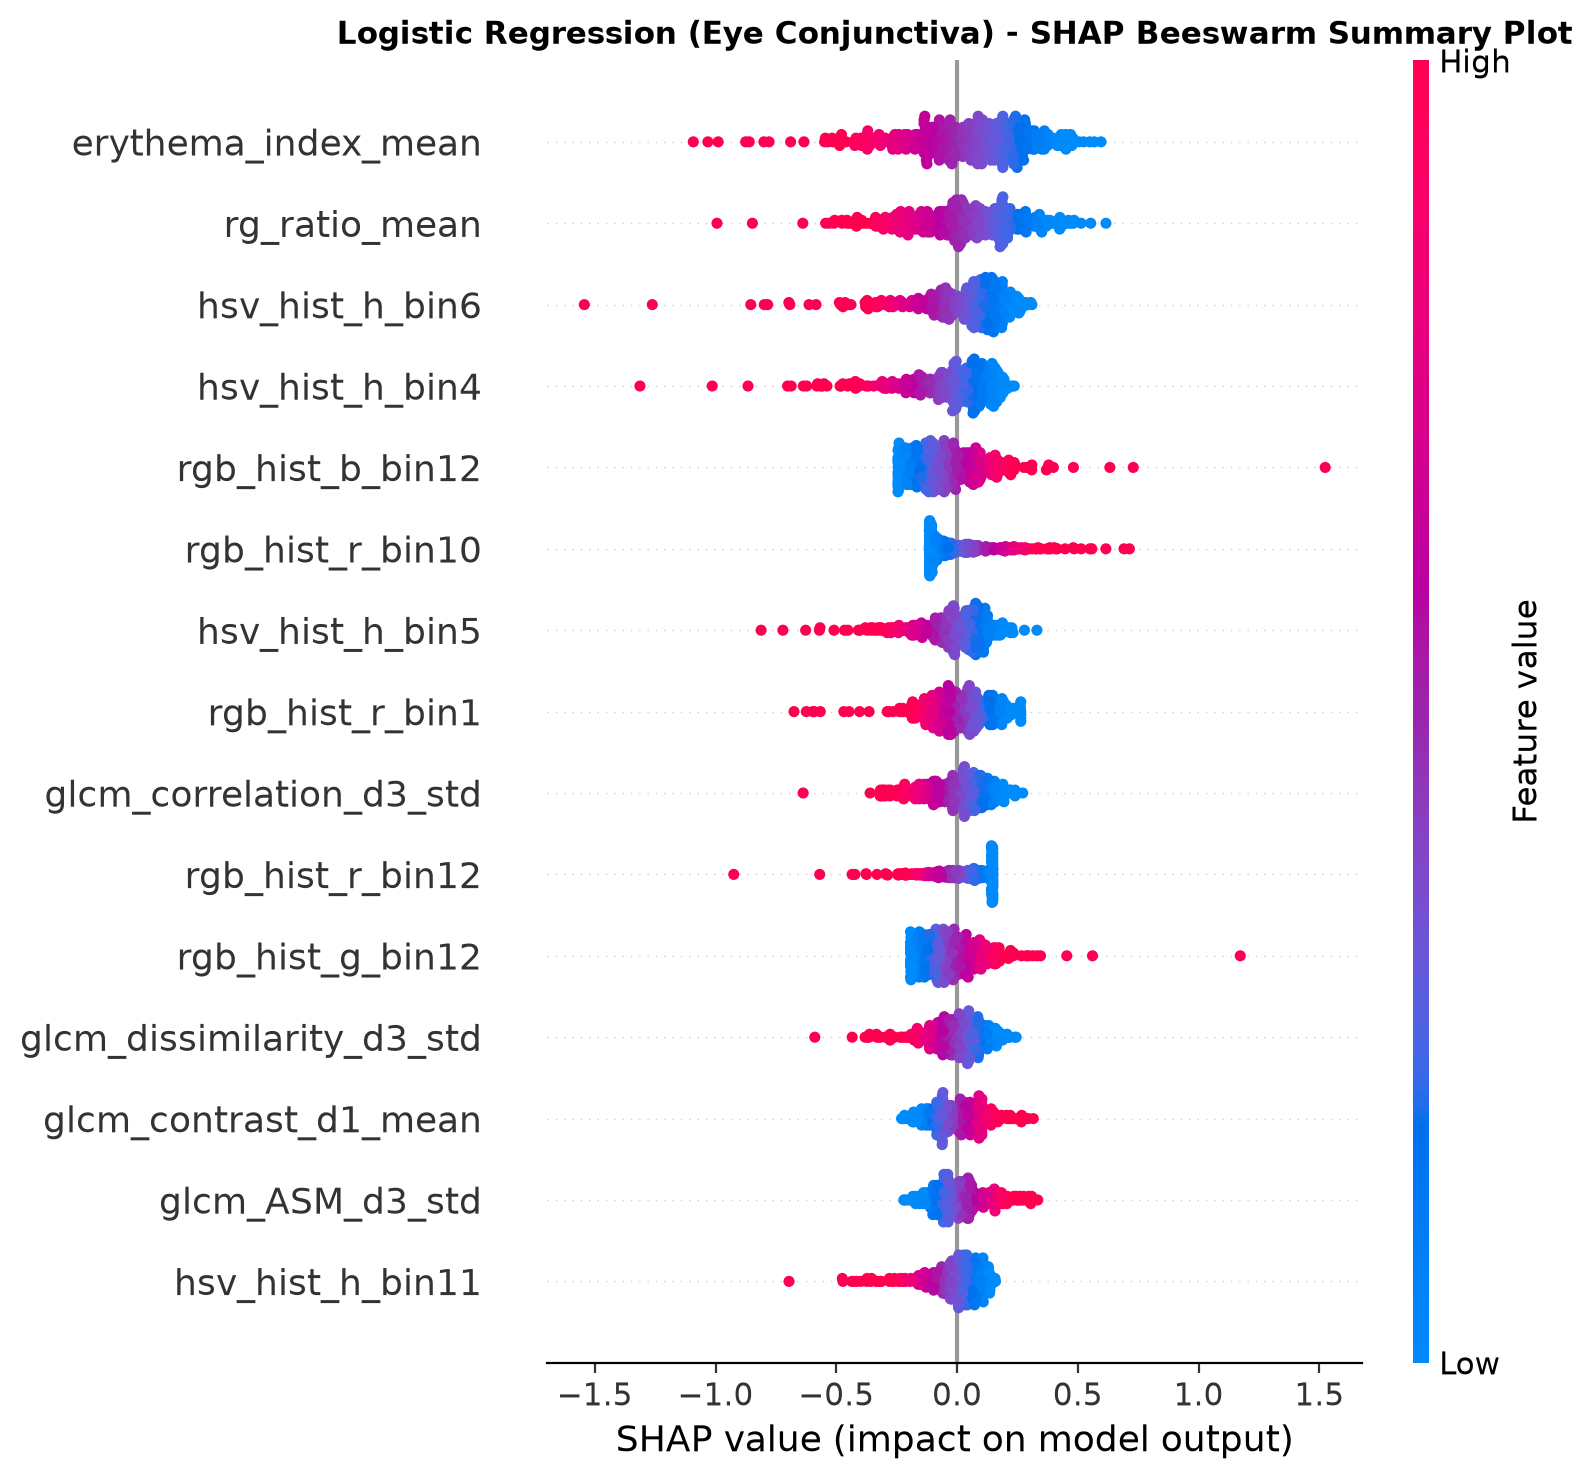 Logistic Regression (Eye Conjunctiva) - SHAP Beeswarm Summary Plot
High
erythema_index_mean
rg_ratio_mean
hsv_hist_h_bin6
hsv_hist_h_bin4
rgb_hist_b_bin12
rgb_hist_r_bin10
hsv_hist_h_bin5
rgb_hist_r_bin1
glcm_correlation_d3_std
rgb_hist_r_bin12
rgb_hist_g_bin12
glcm_dissimilarity_d3_std
glcm_contrast_d1_mean
glcm_ASM_d3_std
hsv_hist_h_bin11
Feature value
Low
−1.5 −1.0 −0.5 0.0 0.5 1.0 1.5
SHAP value (impact on model output)